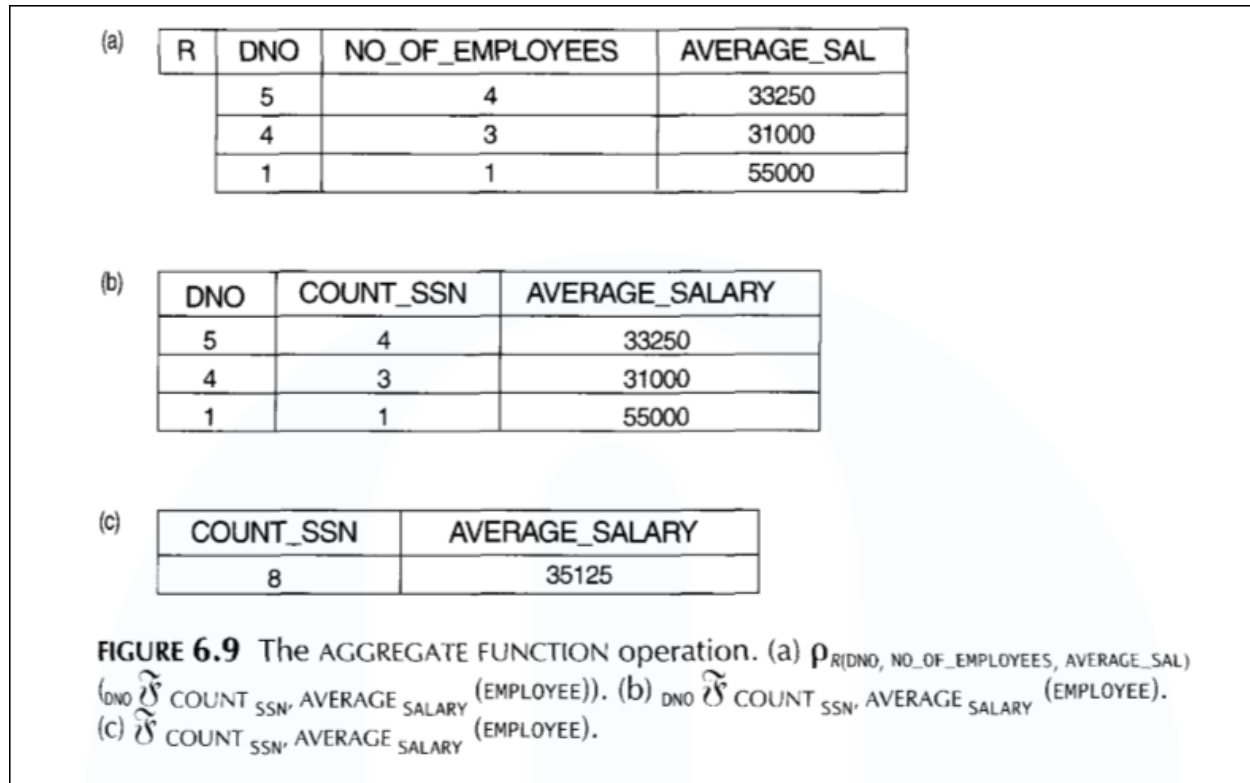 (a)
R DNO NO_OF_EMPLOYEES AVERAGE_SAL
5 4 33250
4 3 31000
1 1 55000
(b)
DNO COUNT_SSN AVERAGE_SALARY
5 4 33250
4 3 31000
1 1 55000
(c)
COUNT_SSN AVERAGE_SALARY
8 35125
FIGURE 6.9 The AGGREGATE FUNCTION operation. (a) ρ R(DNO, NO_OF_EMPLOYEES, AVERAGE_SAL)
(DNO ℱ COUNT SSN, AVERAGE SALARY (EMPLOYEE)). (b) DNO ℱ COUNT SSN, AVERAGE SALARY (EMPLOYEE).
(c) ℱ COUNT SSN, AVERAGE SALARY (EMPLOYEE).